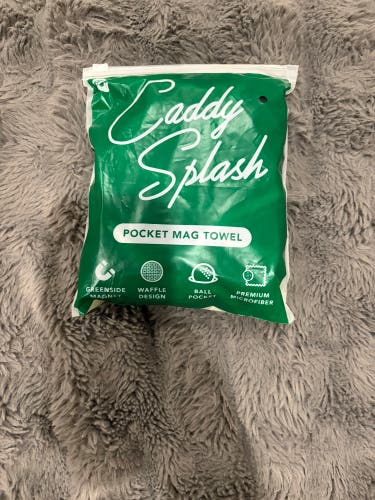 Caddy
Splash
POCKET MAG TOWEL
GREENSIDE
MAGNET
WAFFLE
DESIGN
BALL
POCKET
PREMIUM
MICROFIBER